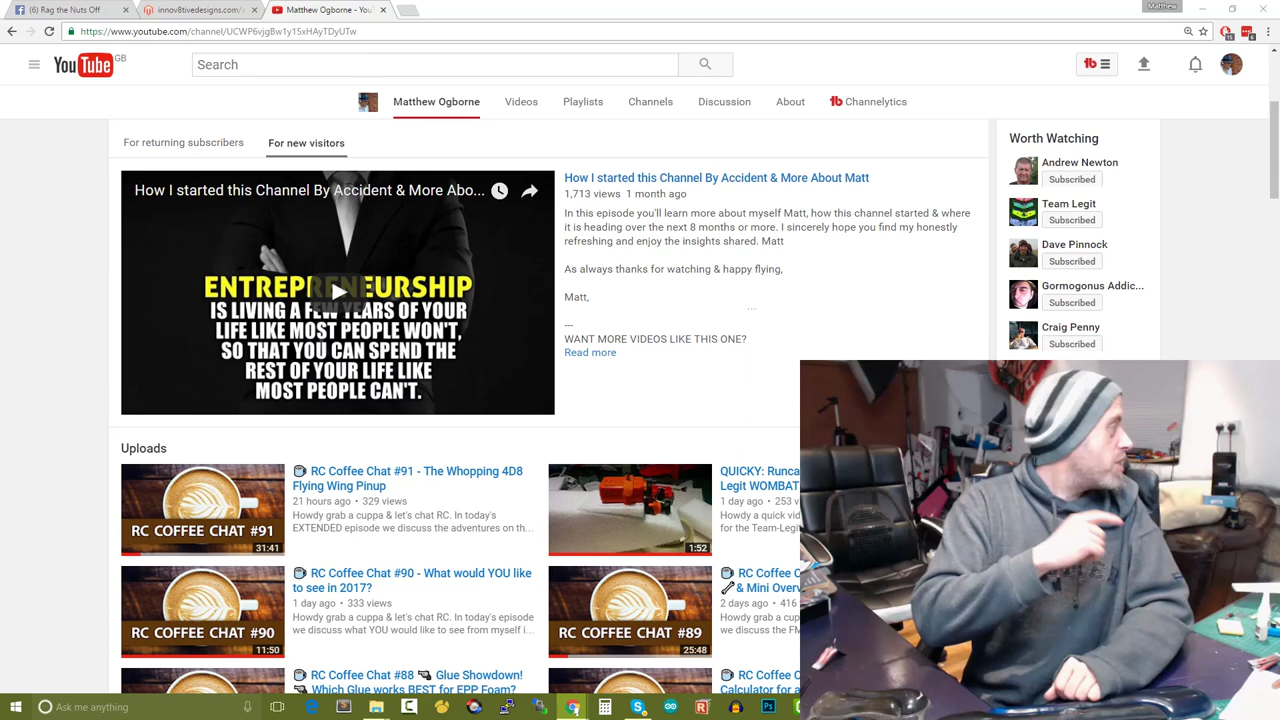 (6) Rag the Nuts Off
innov8tivedesigns.com/i
Matthew Ogborne - You
Matthew
https://www.youtube.com/channel/UCWP6vjgBw1y15xHAyTDyUTw
YouTube GB
Search
Matthew Ogborne Videos Playlists Channels Discussion About Channelytics
For returning subscribers For new visitors
How I started this Channel By Accident & More Abo...
ENTREPRENEURSHIP
IS LIVING A FEW YEARS OF YOUR
LIFE LIKE MOST PEOPLE WON'T,
SO THAT YOU CAN SPEND THE
REST OF YOUR LIFE LIKE
MOST PEOPLE CAN'T.
How I started this Channel By Accident & More About Matt
1,713 views 1 month ago
In this episode you'll learn more about myself Matt, how this channel started & where
it is heading over the next 8 months or more. I sincerely hope you find my honestly
refreshing and enjoy the insights shared. Matt
As always thanks for watching & happy flying,
Matt,
...
---
WANT MORE VIDEOS LIKE THIS ONE?
Read more
Worth Watching
Andrew Newton
Subscribed
Team Legit
Subscribed
Dave Pinnock
Subscribed
Gormogonus Addic...
Subscribed
Craig Penny
Subscribed
Uploads
RC COFFEE CHAT #91
31:41
RC Coffee Chat #91 - The Whopping 4D8
Flying Wing Pinup
21 hours ago • 329 views
Howdy grab a cuppa & let's chat RC. In today's
EXTENDED episode we discuss the adventures on th...
1:52
QUICKY: Runca
Legit WOMBAT
1 day ago • 253 v
Howdy a quick vid
for the Team-Legi
RC COFFEE CHAT #90
11:50
RC Coffee Chat #90 - What would YOU like
to see in 2017?
1 day ago • 333 views
Howdy grab a cuppa & let's chat RC. In today's
episode we discuss what YOU would like to see from myself i...
RC COFFEE CHAT #89
25:48
RC Coffee C
& Mini Overv
2 days ago • 416
Howdy grab a cup
we discuss the FM
RC Coffee Chat #88 Glue Showdown!
Which Glue works BEST for EPP Foam?
RC Coffee C
Calculator for a
Ask me anything